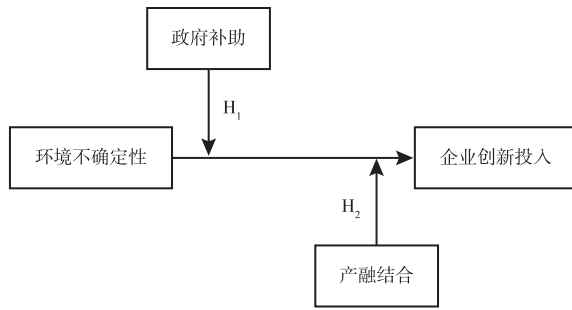 政府补助
H1
环境不确定性
企业创新投入
H2
产融结合